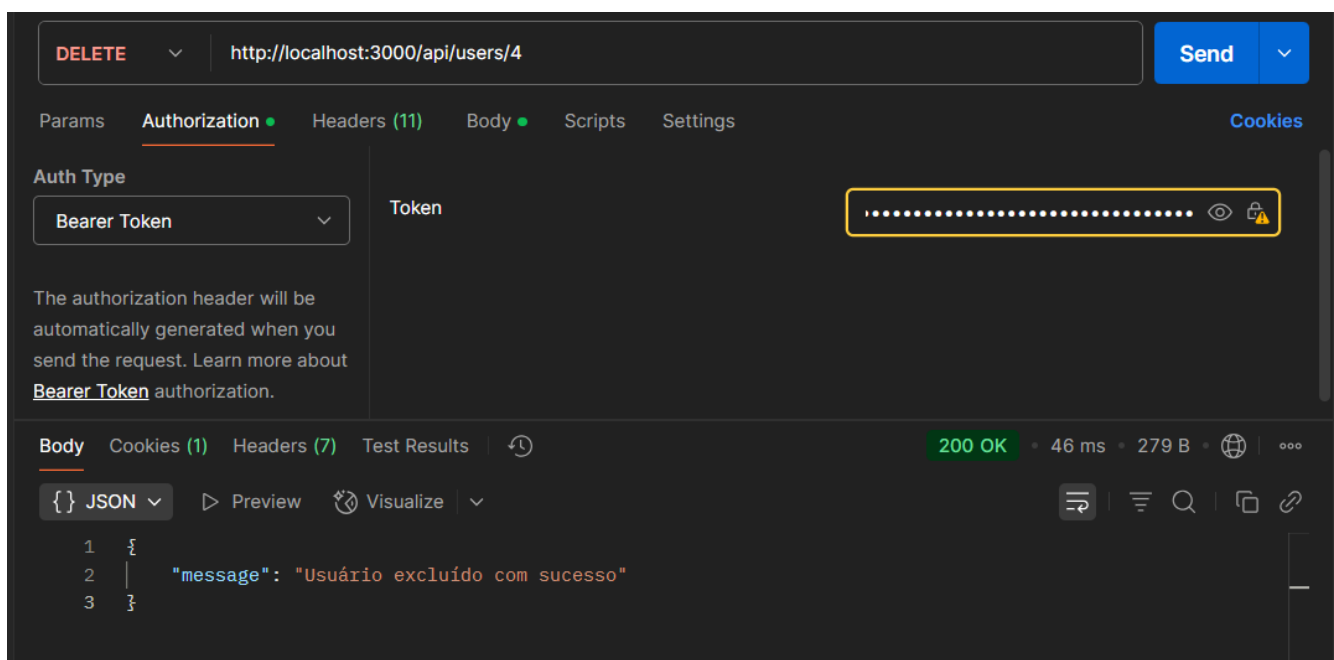 DELETE http://localhost:3000/api/users/4 Send
Params Authorization Headers (11) Body Scripts Settings Cookies
Auth Type
Bearer Token
Token ••••••••••••••••••••••••••••••••••
The authorization header will be
automatically generated when you
send the request. Learn more about
Bearer Token authorization.
Body Cookies (1) Headers (7) Test Results 200 OK • 46 ms • 279 B •
{} JSON Preview Visualize
1 {
2 "message": "Usuário excluído com sucesso"
3 }